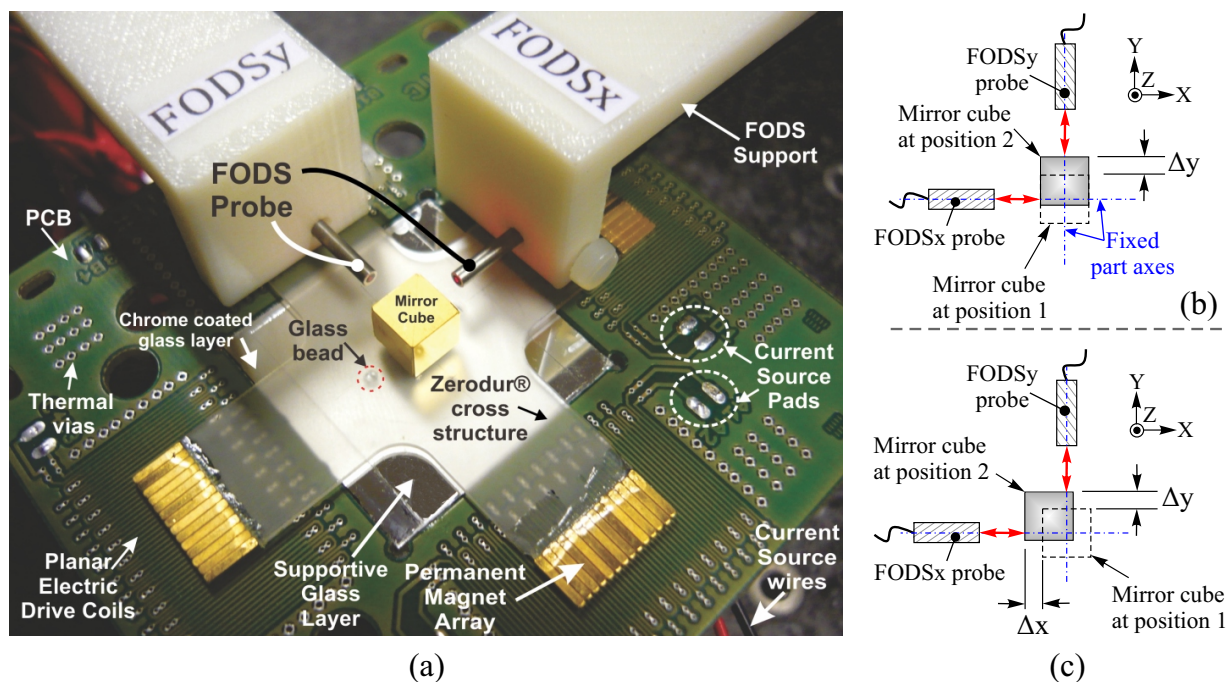 FODSy
FODSx
FODS
Support
FODS
Probe
PCB
Mirror
Cube
Chrome coated
glass layer
Glass
bead
Current
Source
Pads
Thermal
vias
Zerodur®
cross
structure
Planar
Electric
Drive Coils
Supportive
Glass
Layer
Permanent
Magnet
Array
Current
Source
wires
(a)
FODSy
probe
Y
Z
X
Mirror cube
at position 2
Δy
FODSx probe
Fixed
part axes
Mirror cube
at position 1
(b)
FODSy
probe
Y
Z
X
Mirror cube
at position 2
Δy
FODSx probe
Mirror cube
at position 1
Δx
(c)